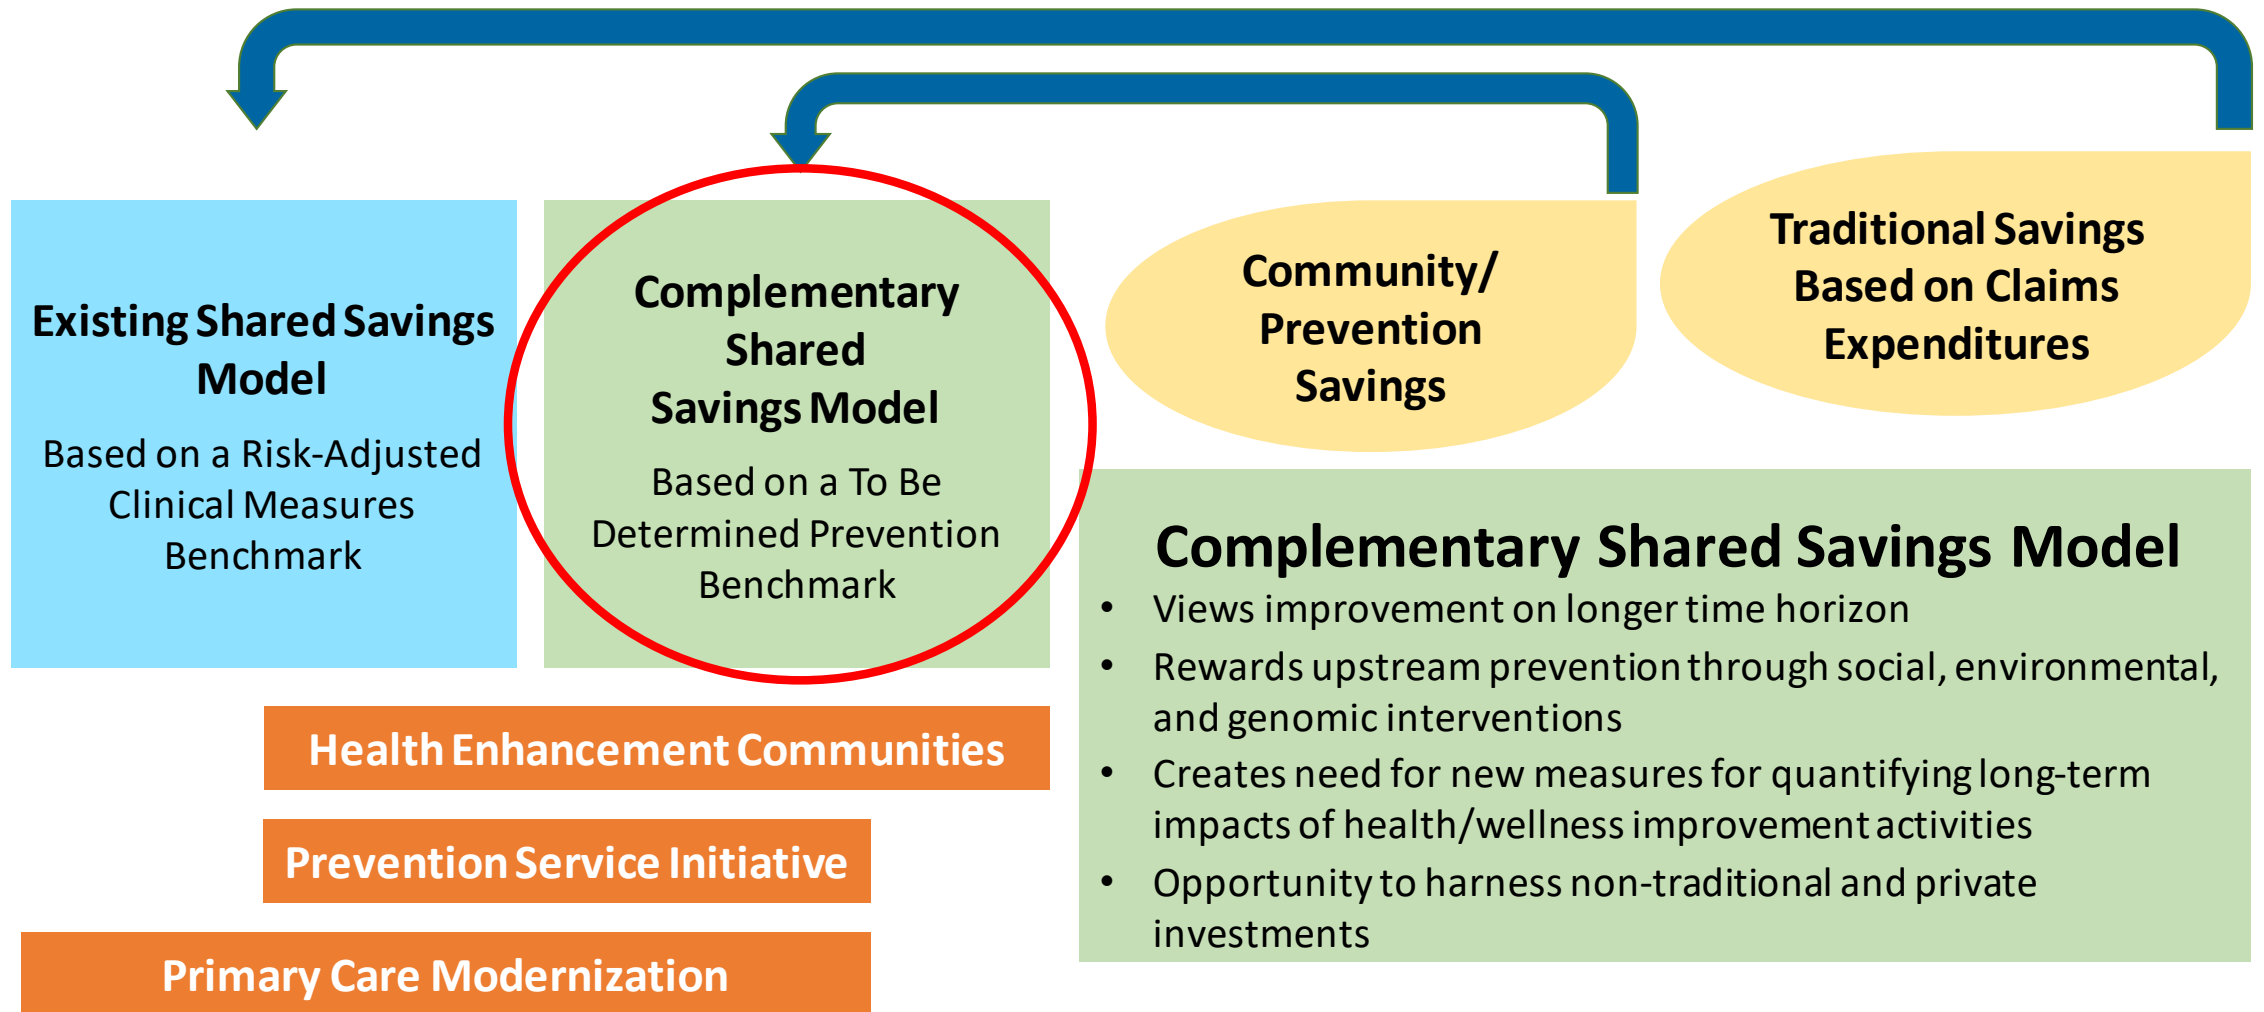 Existing Shared Savings
Model
Based on a Risk-Adjusted
Clinical Measures
Benchmark
Complementary
Shared
Savings Model
Based on a To Be
Determined Prevention
Benchmark
Community/
Prevention
Savings
Traditional Savings
Based on Claims
Expenditures
Health Enhancement Communities
Prevention Service Initiative
Primary Care Modernization
Complementary Shared Savings Model
• Views improvement on longer time horizon
• Rewards upstream prevention through social, environmental,
and genomic interventions
• Creates need for new measures for quantifying long-term
impacts of health/wellness improvement activities
• Opportunity to harness non-traditional and private
investments